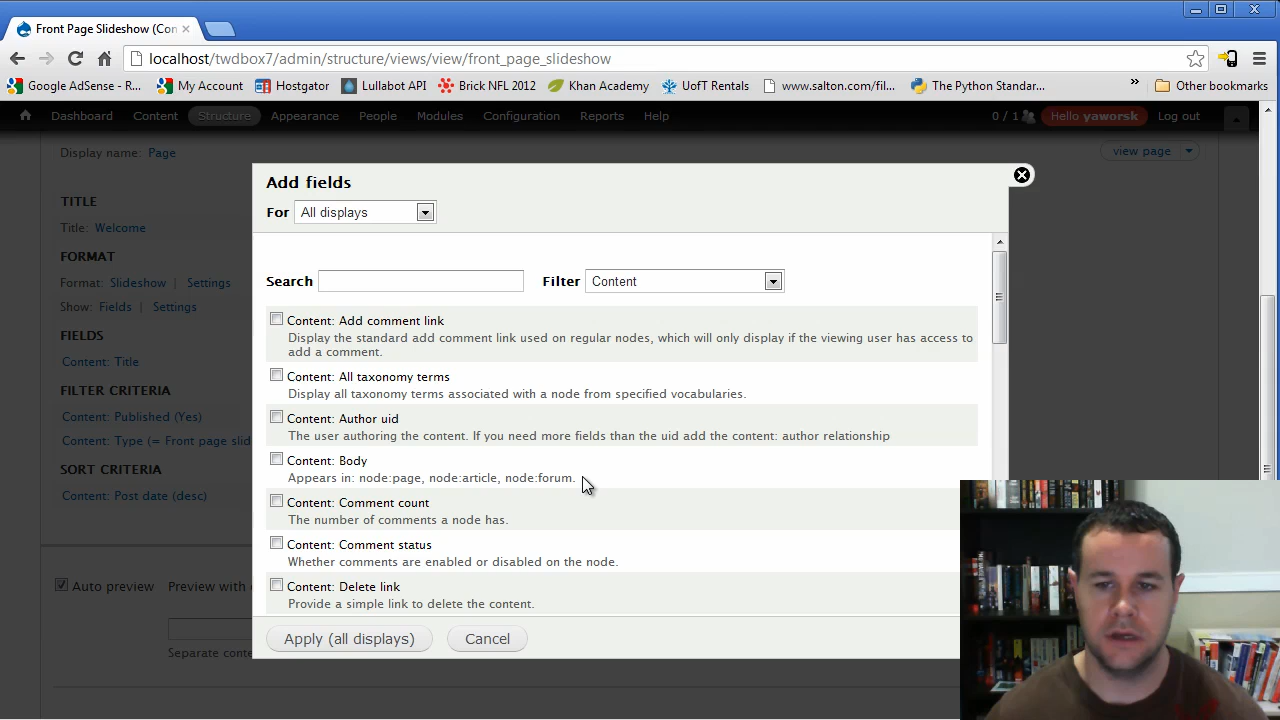 Front Page Slideshow (Con
localhost/twdbox7/admin/structure/views/view/front_page_slideshow
Google AdSense - R... My Account Hostgator Lullabot API Brick NFL 2012 Khan Academy UofT Rentals www.salton.com/fil... The Python Standar... » Other bookmarks
Dashboard Content Structure Appearance People Modules Configuration Reports Help 0 / 1 Hello yaworsk Log out
Display name: Page view page
Add fields
For All displays
TITLE
Title: Welcome
FORMAT
Format: Slideshow | Settings
Show: Fields | Settings
FIELDS
Content: Title
FILTER CRITERIA
Content: Published (Yes)
Content: Type (= Front page slid
SORT CRITERIA
Content: Post date (desc)
Auto preview Preview with c
Separate conte
Search Filter Content
Content: Add comment link
Display the standard add comment link used on regular nodes, which will only display if the viewing user has access to
add a comment.
Content: All taxonomy terms
Display all taxonomy terms associated with a node from specified vocabularies.
Content: Author uid
The user authoring the content. If you need more fields than the uid add the content: author relationship
Content: Body
Appears in: node:page, node:article, node:forum.
Content: Comment count
The number of comments a node has.
Content: Comment status
Whether comments are enabled or disabled on the node.
Content: Delete link
Provide a simple link to delete the content.
Apply (all displays) Cancel